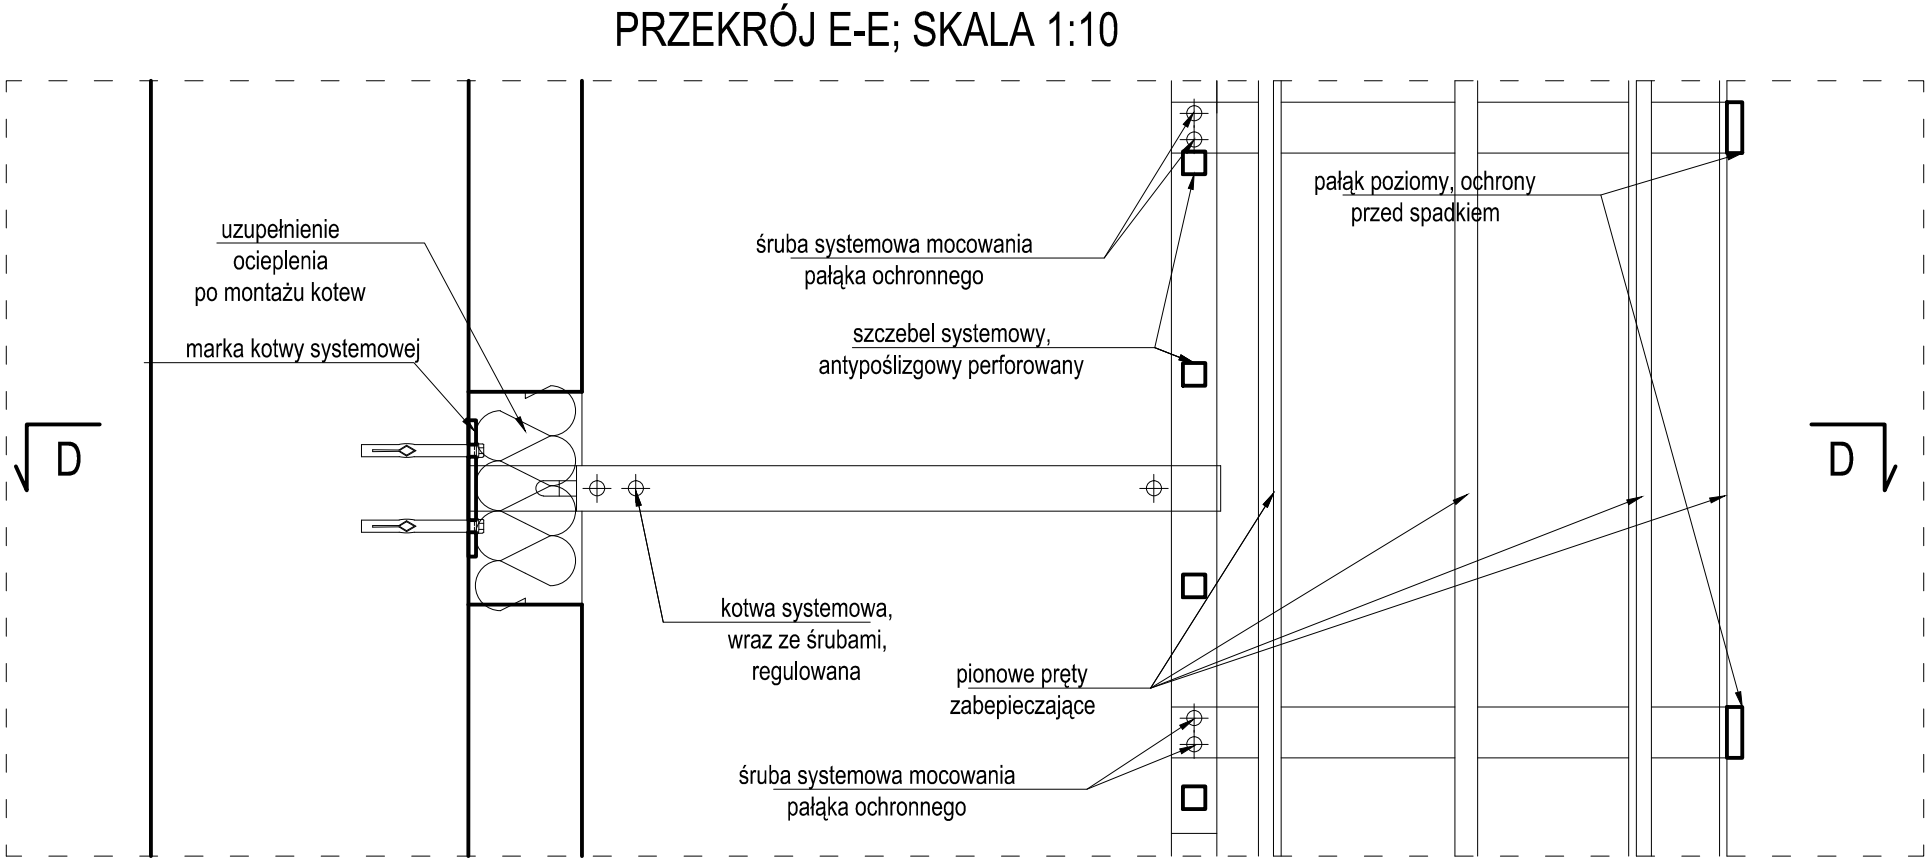 PRZEKRÓJ E-E; SKALA 1:10
uzupełnienie
ocieplenia
po montażu kotew
marka kotwy systemowej
śruba systemowa mocowania
pałąka ochronnego
szczebel systemowy,
antypoślizgowy perforowany
pałąk poziomy, ochrony
przed spadkiem
D
D
kotwa systemowa,
wraz ze śrubami,
regulowana
pionowe pręty
zabepieczające
śruba systemowa mocowania
pałąka ochronnego